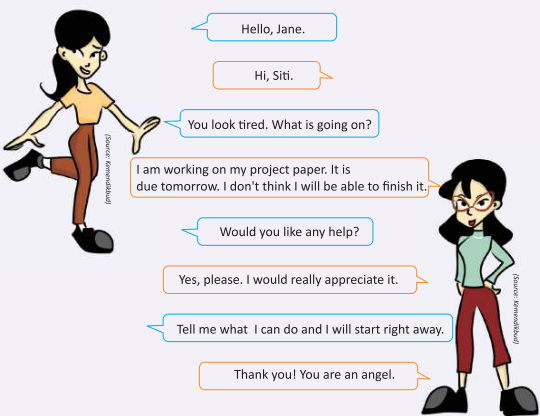 Hello, Jane.
Hi, Siti.
You look tired. What is going on?
(Source: Kemendikbud)
I am working on my project paper. It is
due tomorrow. I don't think I will be able to finish it.
Would you like any help?
Yes, please. I would really appreciate it.
(Source: Kemendikbud)
Tell me what I can do and I will start right away.
Thank you! You are an angel.